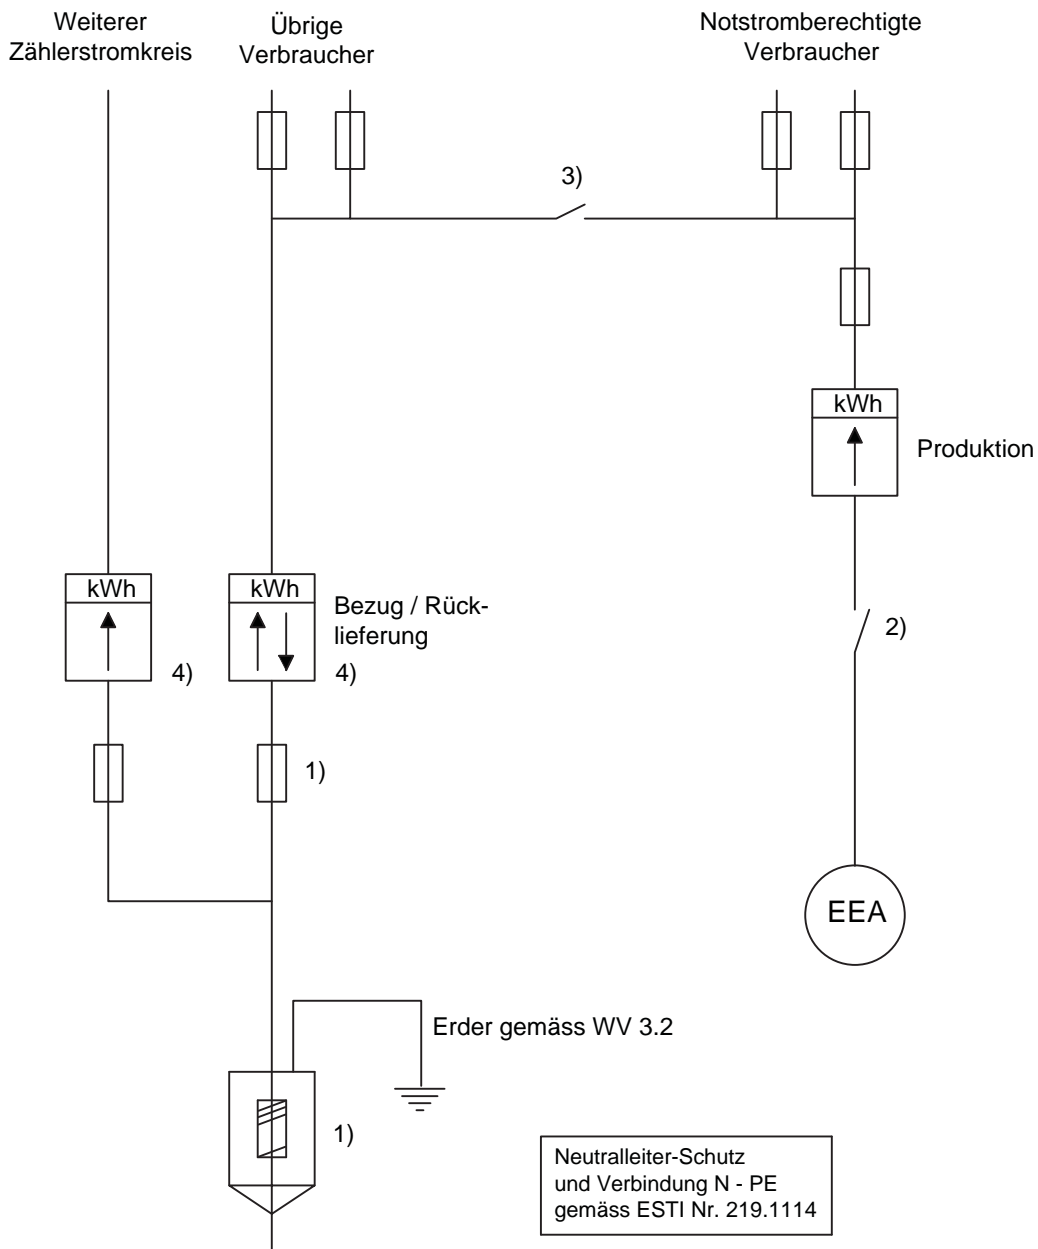 Weiterer
Zählerstromkreis
Übrige
Verbraucher
Notstromberechtigte
Verbraucher
3)
kWh
Produktion
kWh
kWh
Bezug / Rück-
lieferung
4)
4)
2)
1)
EEA
Erder gemäss WV 3.2
1)
Neutralleiter-Schutz
und Verbindung N - PE
gemäss ESTI Nr. 219.1114